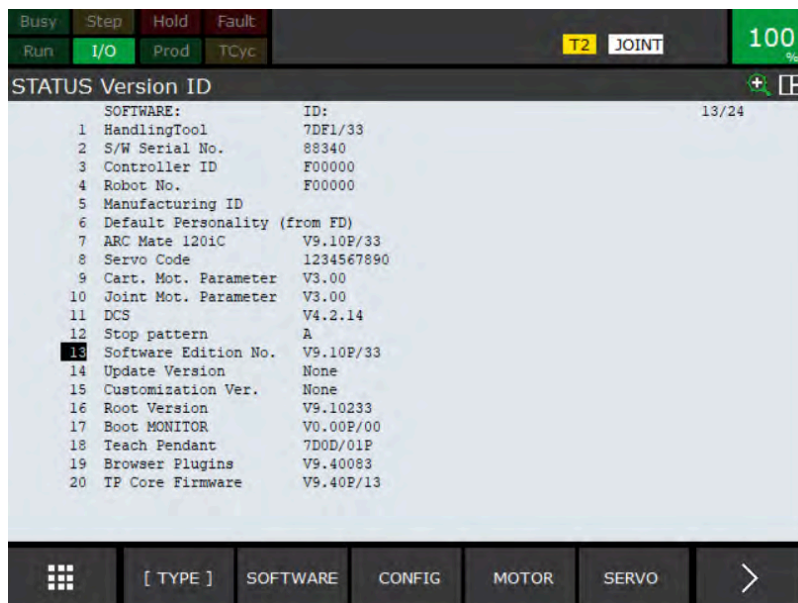 Busy Step Hold Fault
Run I/O Prod TCyc
T2 JOINT
100
%
STATUS Version ID
SOFTWARE: ID: 13/24
1 HandlingTool 7DF1/33
2 S/W Serial No. 88340
3 Controller ID F00000
4 Robot No. F00000
5 Manufacturing ID
6 Default Personality (from FD)
7 ARC Mate 120iC V9.10P/33
8 Servo Code 1234567890
9 Cart. Mot. Parameter V3.00
10 Joint Mot. Parameter V3.00
11 DCS V4.2.14
12 Stop pattern A
13 Software Edition No. V9.10P/33
14 Update Version None
15 Customization Ver. None
16 Root Version V9.10233
17 Boot MONITOR V0.00P/00
18 Teach Pendant 7D0D/01P
19 Browser Plugins V9.40083
20 TP Core Firmware V9.40P/13
[ TYPE ] SOFTWARE CONFIG MOTOR SERVO >